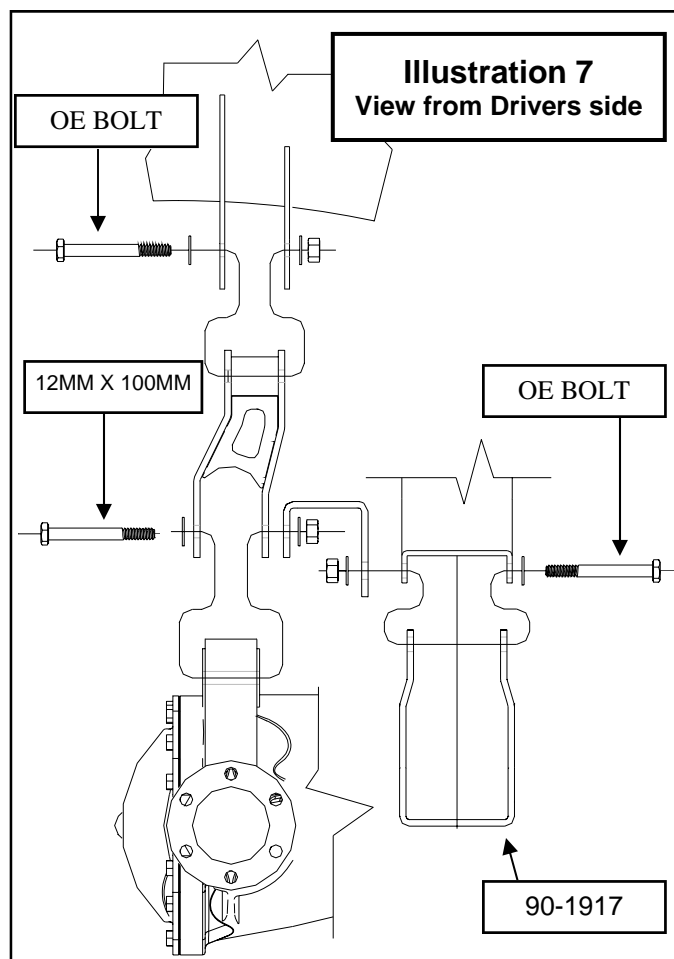 Illustration 7
View from Drivers side
OE BOLT
12MM X 100MM
OE BOLT
90-1917